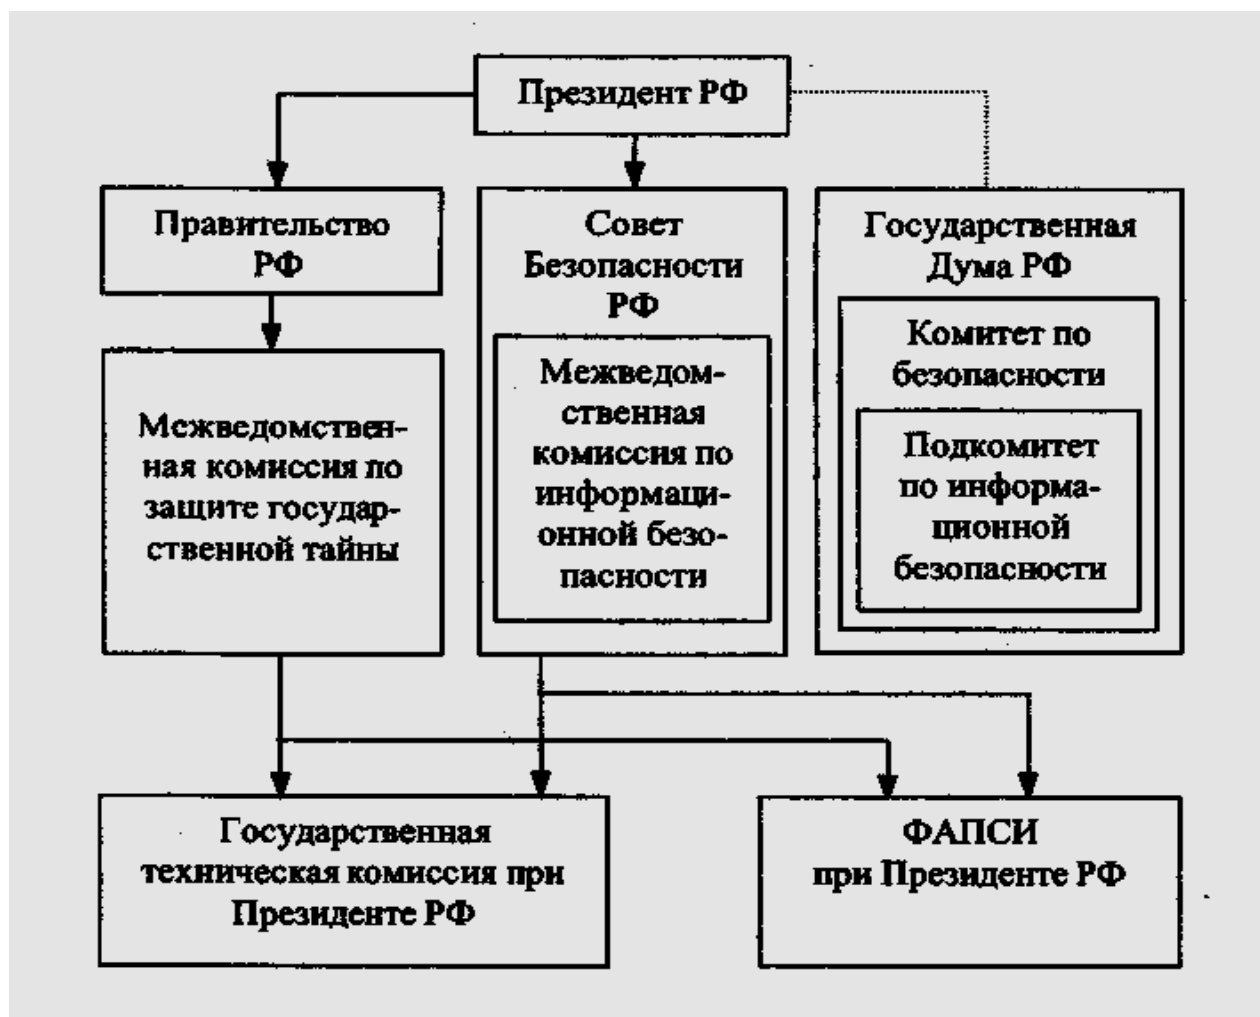 Президент РФ
Правительство
РФ
Межведомствен-
ная комиссия по
защите государ-
ственной тайны
Совет
Безопасности
РФ
Межведом-
ственная
комиссия по
информаци-
онной безо-
пасности
Государственная
Дума РФ
Комитет по
безопасности
Подкомитет
по информа-
ционной
безопасности
Государственная
техническая комиссия при
Президенте РФ
ФАПСИ
при Президенте РФ